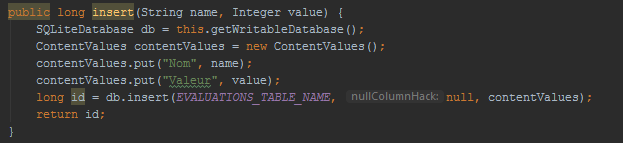 public long insert(String name, Integer value) {
SQLiteDatabase db = this.getWritableDatabase();
ContentValues contentValues = new ContentValues();
contentValues.put("Nom", name);
contentValues.put("Valeur", value);
long id = db.insert(EVALUATIONS_TABLE_NAME, nullColumnHack: null, contentValues);
return id;
}